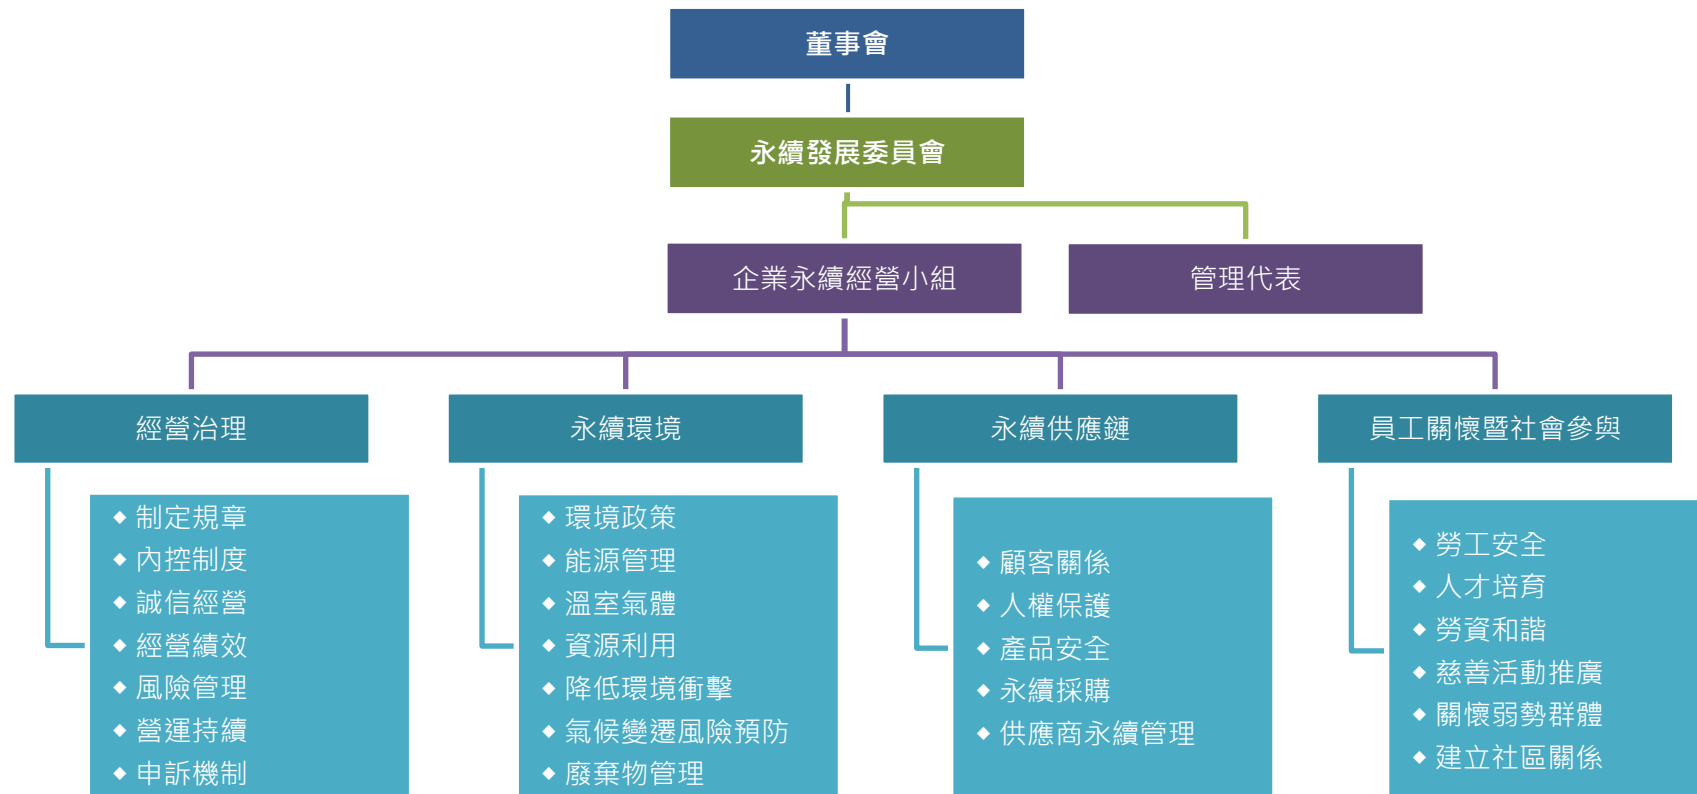 董事會
永續發展委員會
企業永續經營小組
管理代表
經營治理
永續環境
永續供應鏈
員工關懷暨社會參與
◆ 制定規章
◆ 內控制度
◆ 誠信經營
◆ 經營績效
◆ 風險管理
◆ 營運持續
◆ 申訴機制
◆ 環境政策
◆ 能源管理
◆ 溫室氣體
◆ 資源利用
◆ 降低環境衝擊
◆ 氣候變遷風險預防
◆ 廢棄物管理
◆ 顧客關係
◆ 人權保護
◆ 產品安全
◆ 永續採購
◆ 供應商永續管理
◆ 勞工安全
◆ 人才培育
◆ 勞資和諧
◆ 慈善活動推廣
◆ 關懷弱勢群體
◆ 建立社區關係